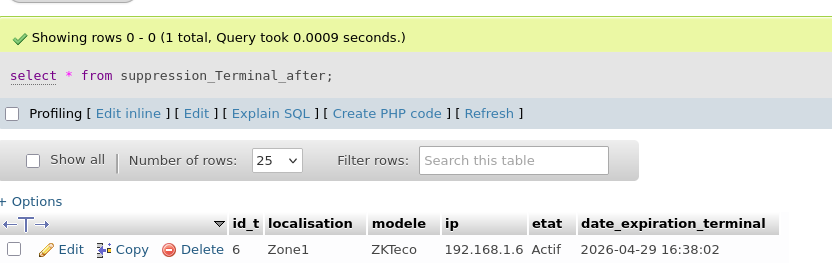 Showing rows 0 - 0 (1 total, Query took 0.0009 seconds.)
select * from suppression_Terminal_after;
Profiling [ Edit inline ] [ Edit ] [ Explain SQL ] [ Create PHP code ] [ Refresh ]
Show all | Number of rows: 25 Filter rows: Search this table
+ Options
←T→ id_t localisation modele ip etat date_expiration_terminal
Edit Copy Delete 6 Zone1 ZKTeco 192.168.1.6 Actif 2026-04-29 16:38:02